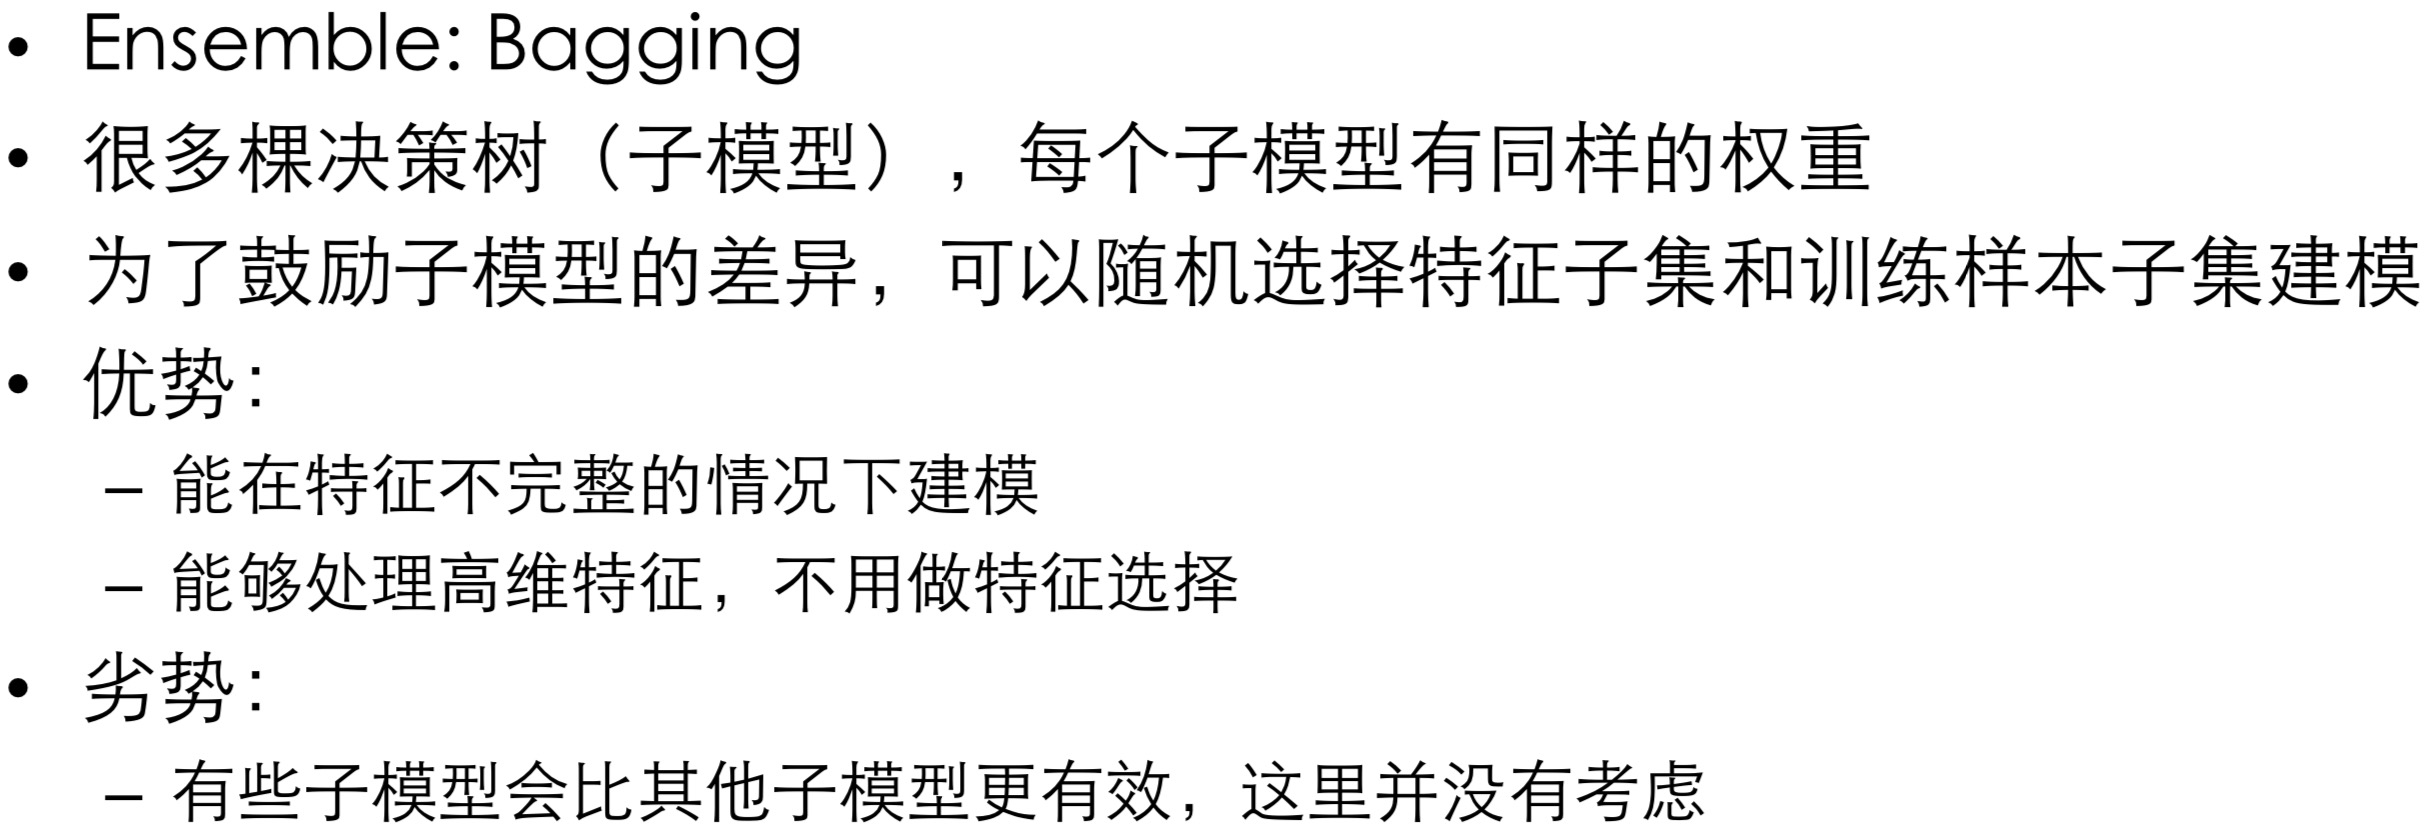 • Ensemble: Bagging
• 很多棵决策树（子模型），每个子模型有同样的权重
• 为了鼓励子模型的差异，可以随机选择特征子集和训练样本子集建模
• 优势：
– 能在特征不完整的情况下建模
– 能够处理高维特征，不用做特征选择
• 劣势：
– 有些子模型会比其他子模型更有效，这里并没有考虑